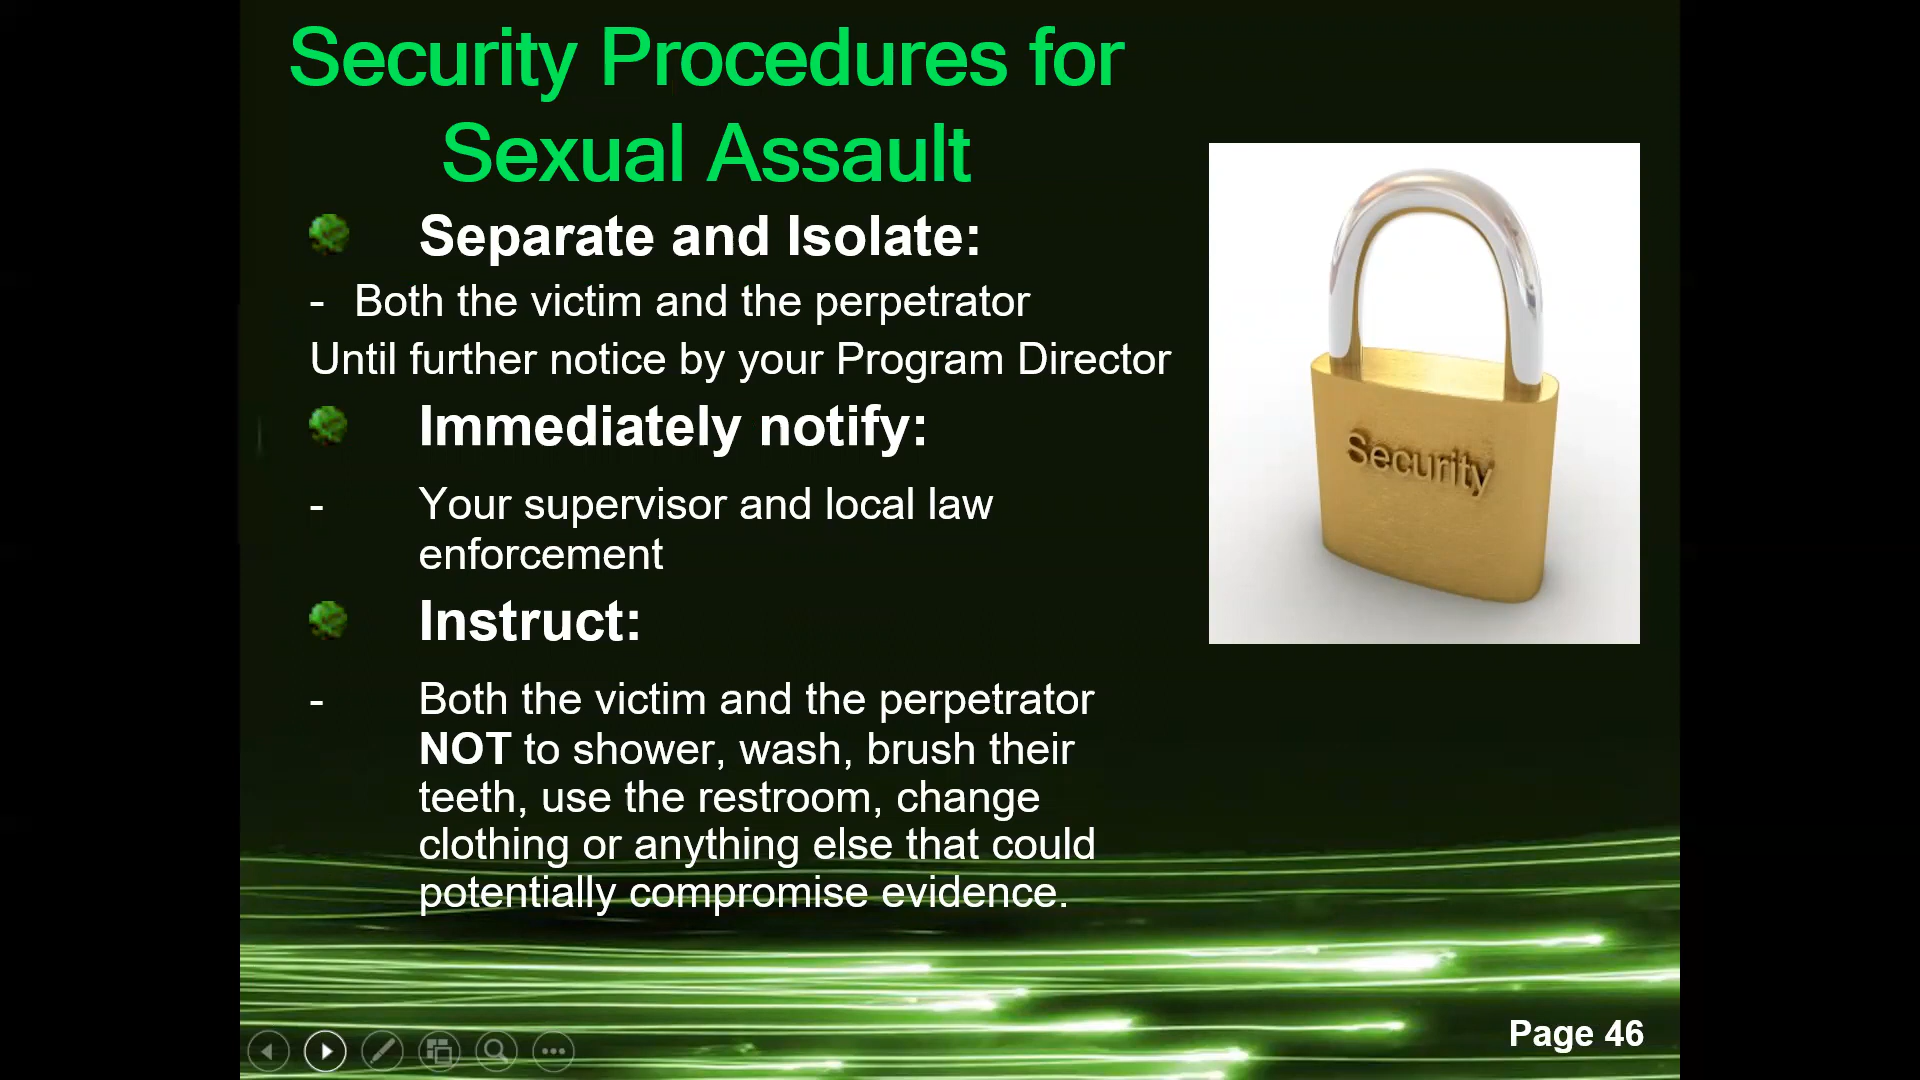 Security Procedures for
Sexual Assault
Separate and Isolate:
- Both the victim and the perpetrator
Until further notice by your Program Director
Immediately notify:
- Your supervisor and local law
enforcement
Instruct:
- Both the victim and the perpetrator
NOT to shower, wash, brush their
teeth, use the restroom, change
clothing or anything else that could
potentially compromise evidence.
Security
Page 46